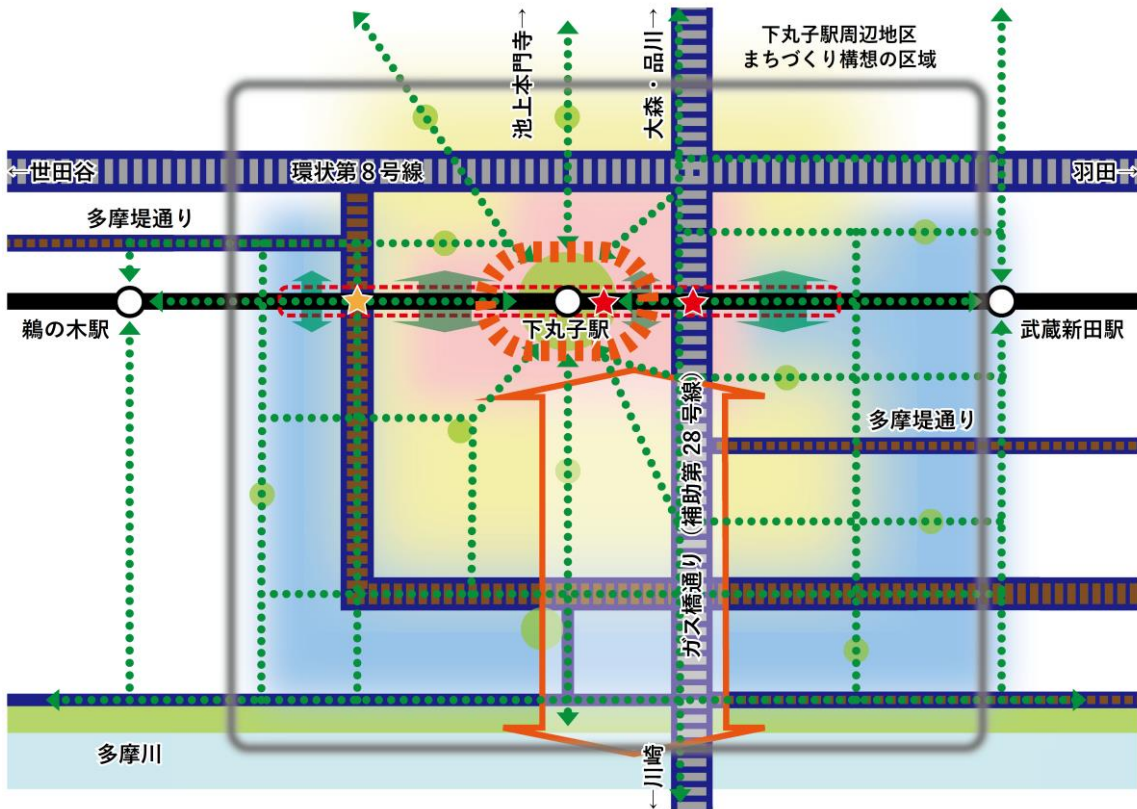 下丸子駅周辺地区
まちづくり構想の区域
池上本門寺→
大森・品川→
←世田谷
環状第8号線
羽田→
多摩堤通り
鵜の木駅
下丸子駅
武蔵新田駅
ガス橋通り（補助第28号線）
多摩堤通り
多摩川
←川崎